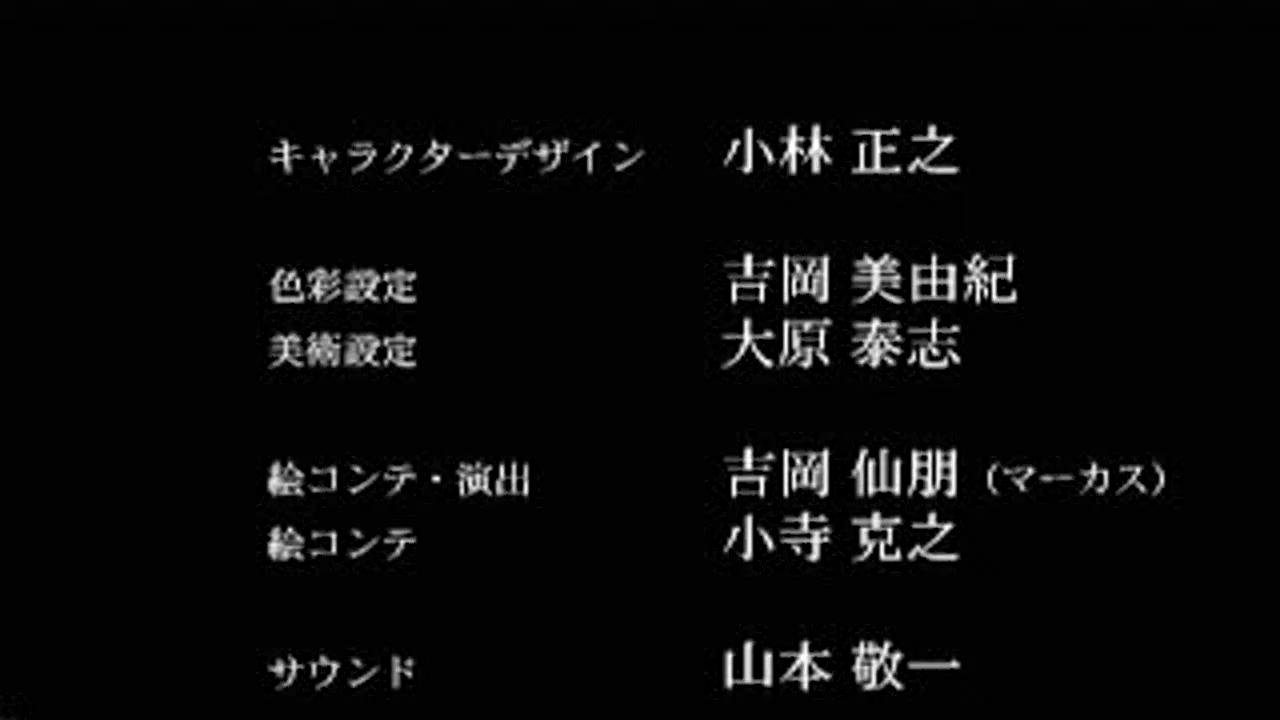 キャラクターデザイン 小林 正之
色彩設定 吉岡 美由紀
美術設定 大原 泰志
絵コンテ・演出 吉岡 仙朋（マーカス）
絵コンテ 小寺 克之
サウンド 山本 敬一